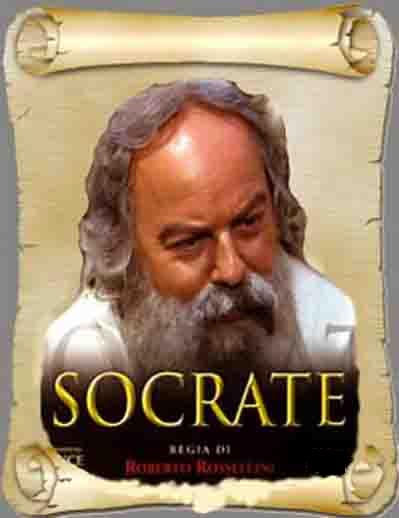 SOCRATE
REGIA DI
ROBERTO ROSSELLINI